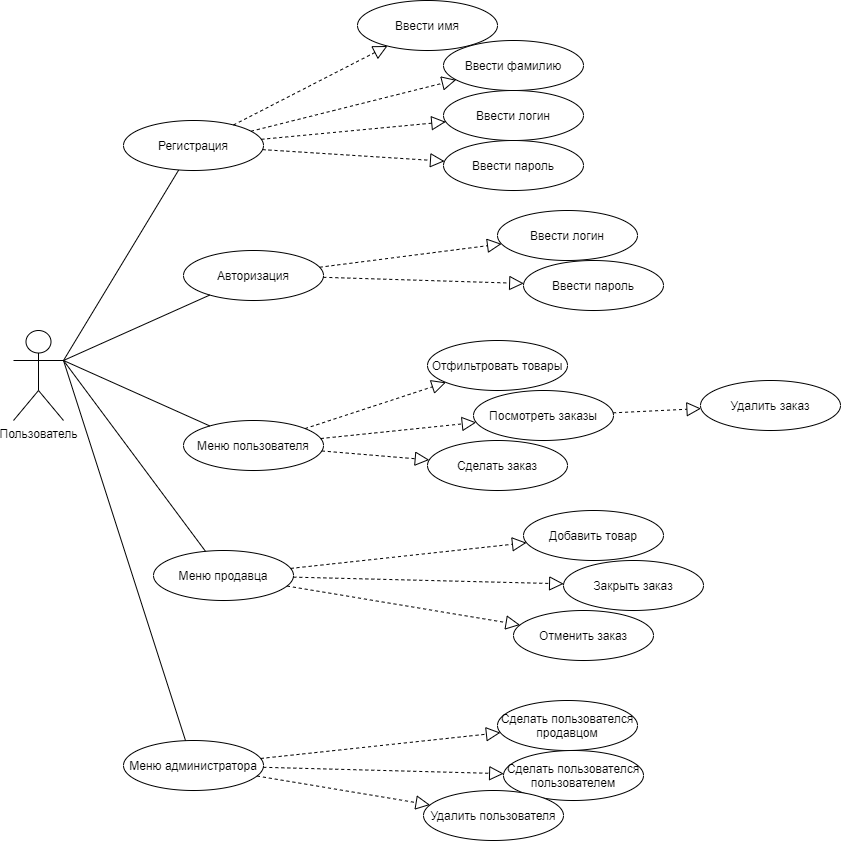 Ввести имя
Ввести фамилию
Ввести логин
Регистрация
Ввести пароль
Ввести логин
Авторизация
Ввести пароль
Отфильтровать товары
Посмотреть заказы
Удалить заказ
Пользователь
Меню пользователя
Сделать заказ
Добавить товар
Меню продавца
Закрыть заказ
Отменить заказ
Сделать пользователся
продавцом
Меню администратора
Сделать пользователся
пользователем
Удалить пользователя